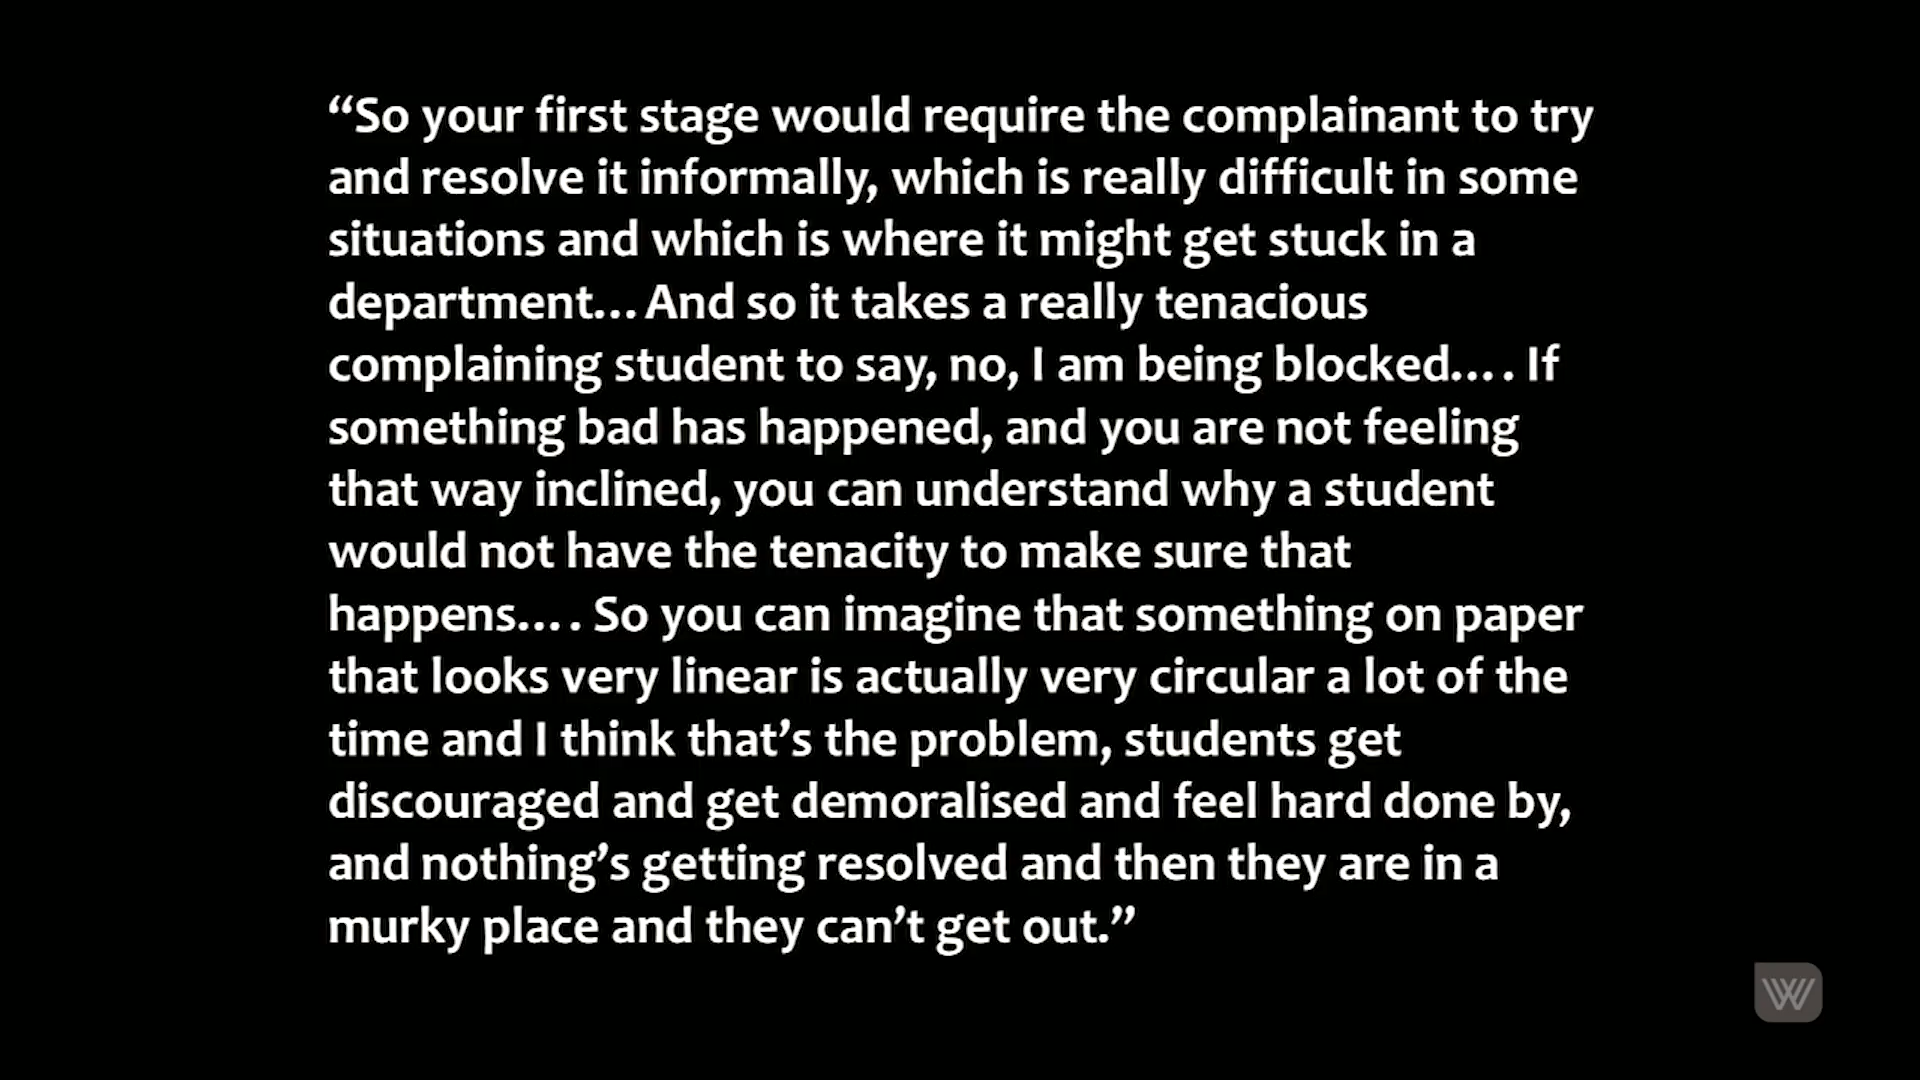 “So your first stage would require the complainant to try
and resolve it informally, which is really difficult in some
situations and which is where it might get stuck in a
department... And so it takes a really tenacious
complaining student to say, no, I am being blocked.... If
something bad has happened, and you are not feeling
that way inclined, you can understand why a student
would not have the tenacity to make sure that
happens.... So you can imagine that something on paper
that looks very linear is actually very circular a lot of the
time and I think that’s the problem, students get
discouraged and get demoralised and feel hard done by,
and nothing’s getting resolved and then they are in a
murky place and they can’t get out.”
W